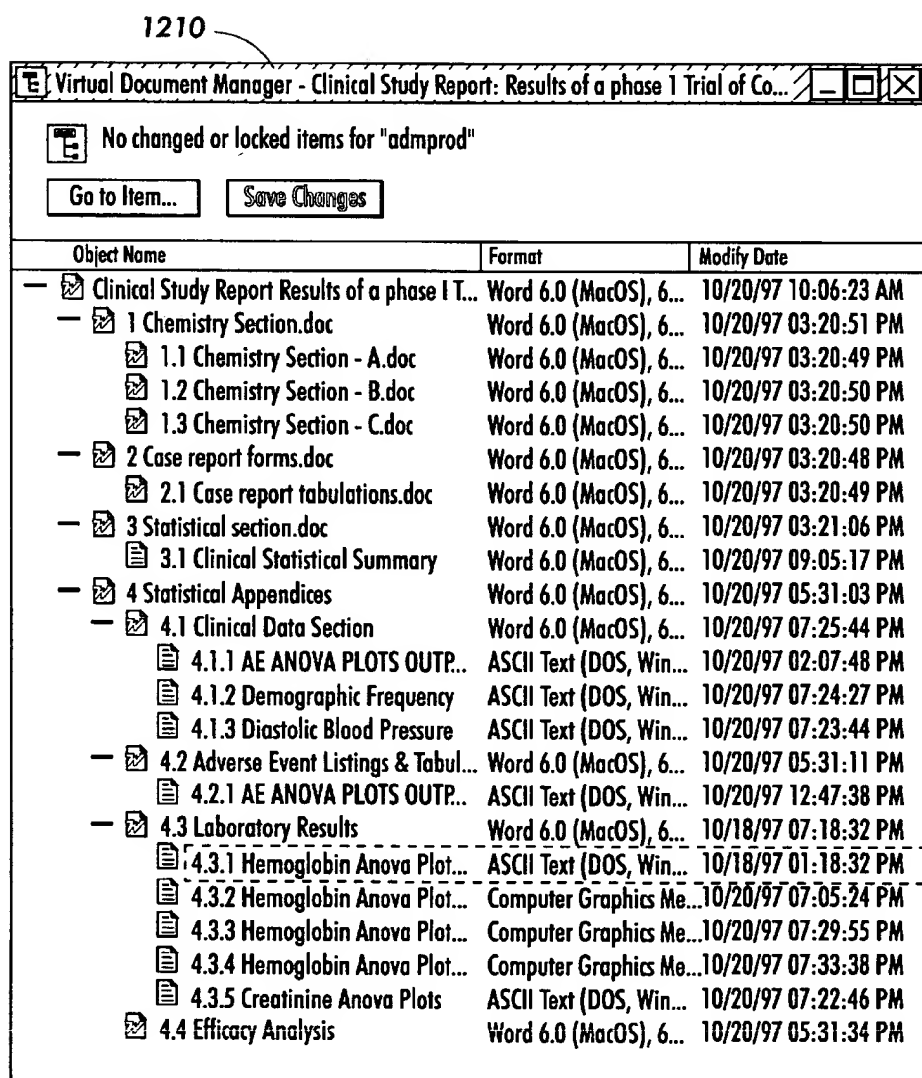 1210
Virtual Document Manager - Clinical Study Report: Results of a phase 1 Trial of Co...
No changed or locked items for "admprod"
Go to Item... Save Changes
Object Name Format Modify Date
Clinical Study Report Results of a phase I T... Word 6.0 (MacOS), 6... 10/20/97 10:06:23 AM
1 Chemistry Section.doc Word 6.0 (MacOS), 6... 10/20/97 03:20:51 PM
1.1 Chemistry Section - A.doc Word 6.0 (MacOS), 6... 10/20/97 03:20:49 PM
1.2 Chemistry Section - B.doc Word 6.0 (MacOS), 6... 10/20/97 03:20:50 PM
1.3 Chemistry Section - C.doc Word 6.0 (MacOS), 6... 10/20/97 03:20:50 PM
2 Case report forms.doc Word 6.0 (MacOS), 6... 10/20/97 03:20:48 PM
2.1 Case report tabulations.doc Word 6.0 (MacOS), 6... 10/20/97 03:20:49 PM
3 Statistical section.doc Word 6.0 (MacOS), 6... 10/20/97 03:21:06 PM
3.1 Clinical Statistical Summary Word 6.0 (MacOS), 6... 10/20/97 09:05:17 PM
4 Statistical Appendices Word 6.0 (MacOS), 6... 10/20/97 05:31:03 PM
4.1 Clinical Data Section Word 6.0 (MacOS), 6... 10/20/97 07:25:44 PM
4.1.1 AE ANOVA PLOTS OUTP... ASCII Text (DOS, Win... 10/20/97 02:07:48 PM
4.1.2 Demographic Frequency ASCII Text (DOS, Win... 10/20/97 07:24:27 PM
4.1.3 Diastolic Blood Pressure ASCII Text (DOS, Win... 10/20/97 07:23:44 PM
4.2 Adverse Event Listings & Tabul... Word 6.0 (MacOS), 6... 10/20/97 05:31:11 PM
4.2.1 AE ANOVA PLOTS OUTP... ASCII Text (DOS, Win... 10/20/97 12:47:38 PM
4.3 Laboratory Results Word 6.0 (MacOS), 6... 10/18/97 07:18:32 PM
4.3.1 Hemoglobin Anova Plot... ASCII Text (DOS, Win... 10/18/97 01:18:32 PM
4.3.2 Hemoglobin Anova Plot... Computer Graphics Me... 10/20/97 07:05:24 PM
4.3.3 Hemoglobin Anova Plot... Computer Graphics Me... 10/20/97 07:29:55 PM
4.3.4 Hemoglobin Anova Plot... Computer Graphics Me... 10/20/97 07:33:38 PM
4.3.5 Creatinine Anova Plots ASCII Text (DOS, Win... 10/20/97 07:22:46 PM
4.4 Efficacy Analysis Word 6.0 (MacOS), 6... 10/20/97 05:31:34 PM